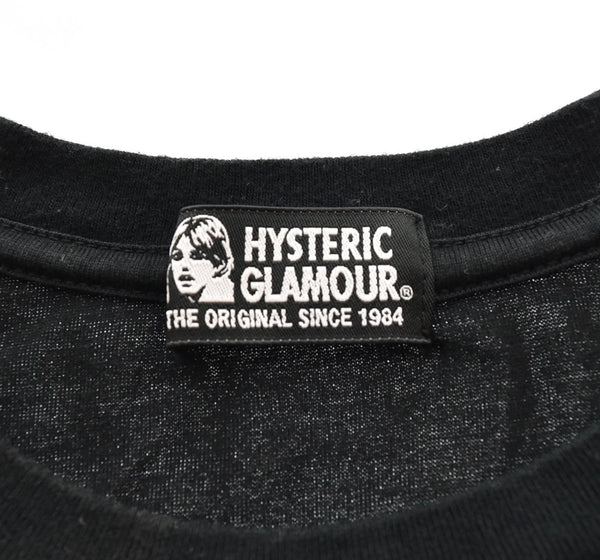 HYSTERIC
GLAMOUR®
THE ORIGINAL SINCE 1984